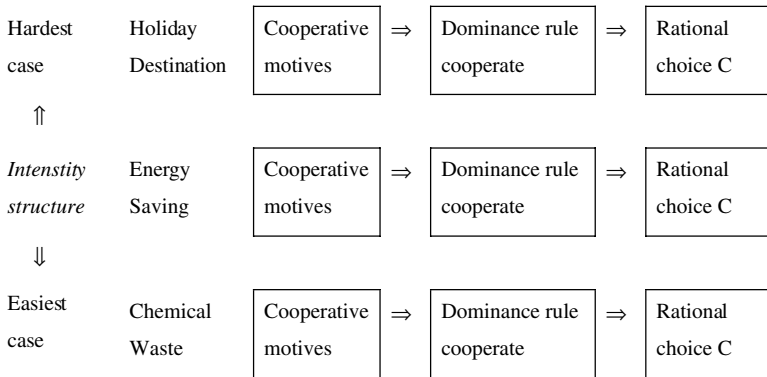 Hardest Holiday Cooperative ⇒ Dominance rule ⇒ Rational
case Destination motives cooperate choice C
⇑
Intenstity Energy Cooperative ⇒ Dominance rule ⇒ Rational
structure Saving motives cooperate choice C
⇓
Easiest Chemical Cooperative ⇒ Dominance rule ⇒ Rational
case Waste motives cooperate choice C